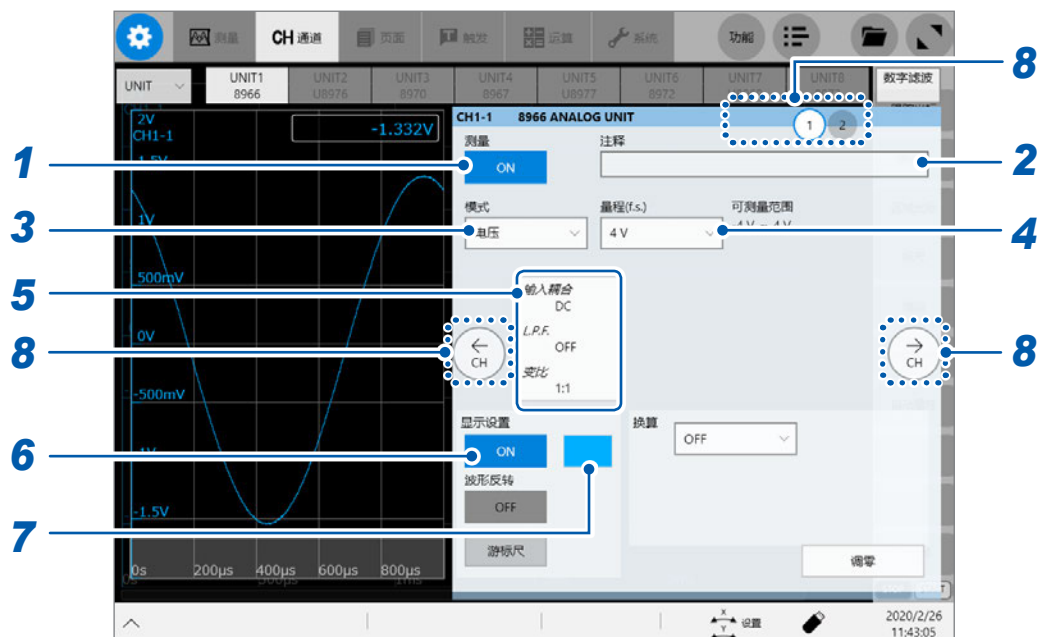 测量
CH 通道
页面
触发
运算
系统
功能
8
UNIT
UNIT1
8966
UNIT2
U8976
UNIT3
8970
UNIT4
8967
UNIT5
U8977
UNIT6
8972
UNIT7
UNIT8
数字滤波
2V
CH1-1
-1.332V
CH1-1 8966 ANALOG UNIT
1
2
测量
注释
1
ON
2
1V
模式
量程(f.s.)
可测量范围
3
电压
4 V
-4 V ~ 4 V
4
500mV
5
输入耦合
DC
L.P.F.
OFF
变比
1:1
0V
8
← CH
→ CH
8
-500mV
显示设置
换算
6
ON
OFF
-1V
波形反转
OFF
-1.5V
7
游标尺
调零
0s
200µs
400µs
600µs
800µs
X
Y
设置
2020/2/26
11:43:05